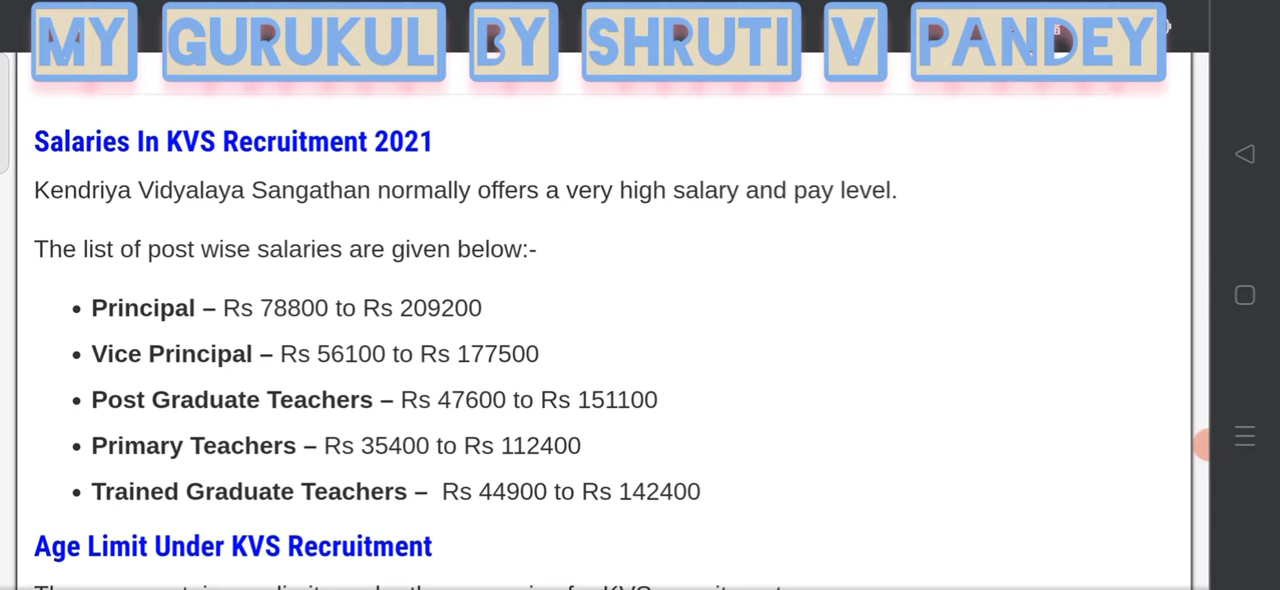 MY GURUKUL BY SHRUTI V PANDEY
Salaries In KVS Recruitment 2021
Kendriya Vidyalaya Sangathan normally offers a very high salary and pay level.
The list of post wise salaries are given below:-
• Principal – Rs 78800 to Rs 209200
• Vice Principal – Rs 56100 to Rs 177500
• Post Graduate Teachers – Rs 47600 to Rs 151100
• Primary Teachers – Rs 35400 to Rs 112400
• Trained Graduate Teachers –  Rs 44900 to Rs 142400
Age Limit Under KVS Recruitment